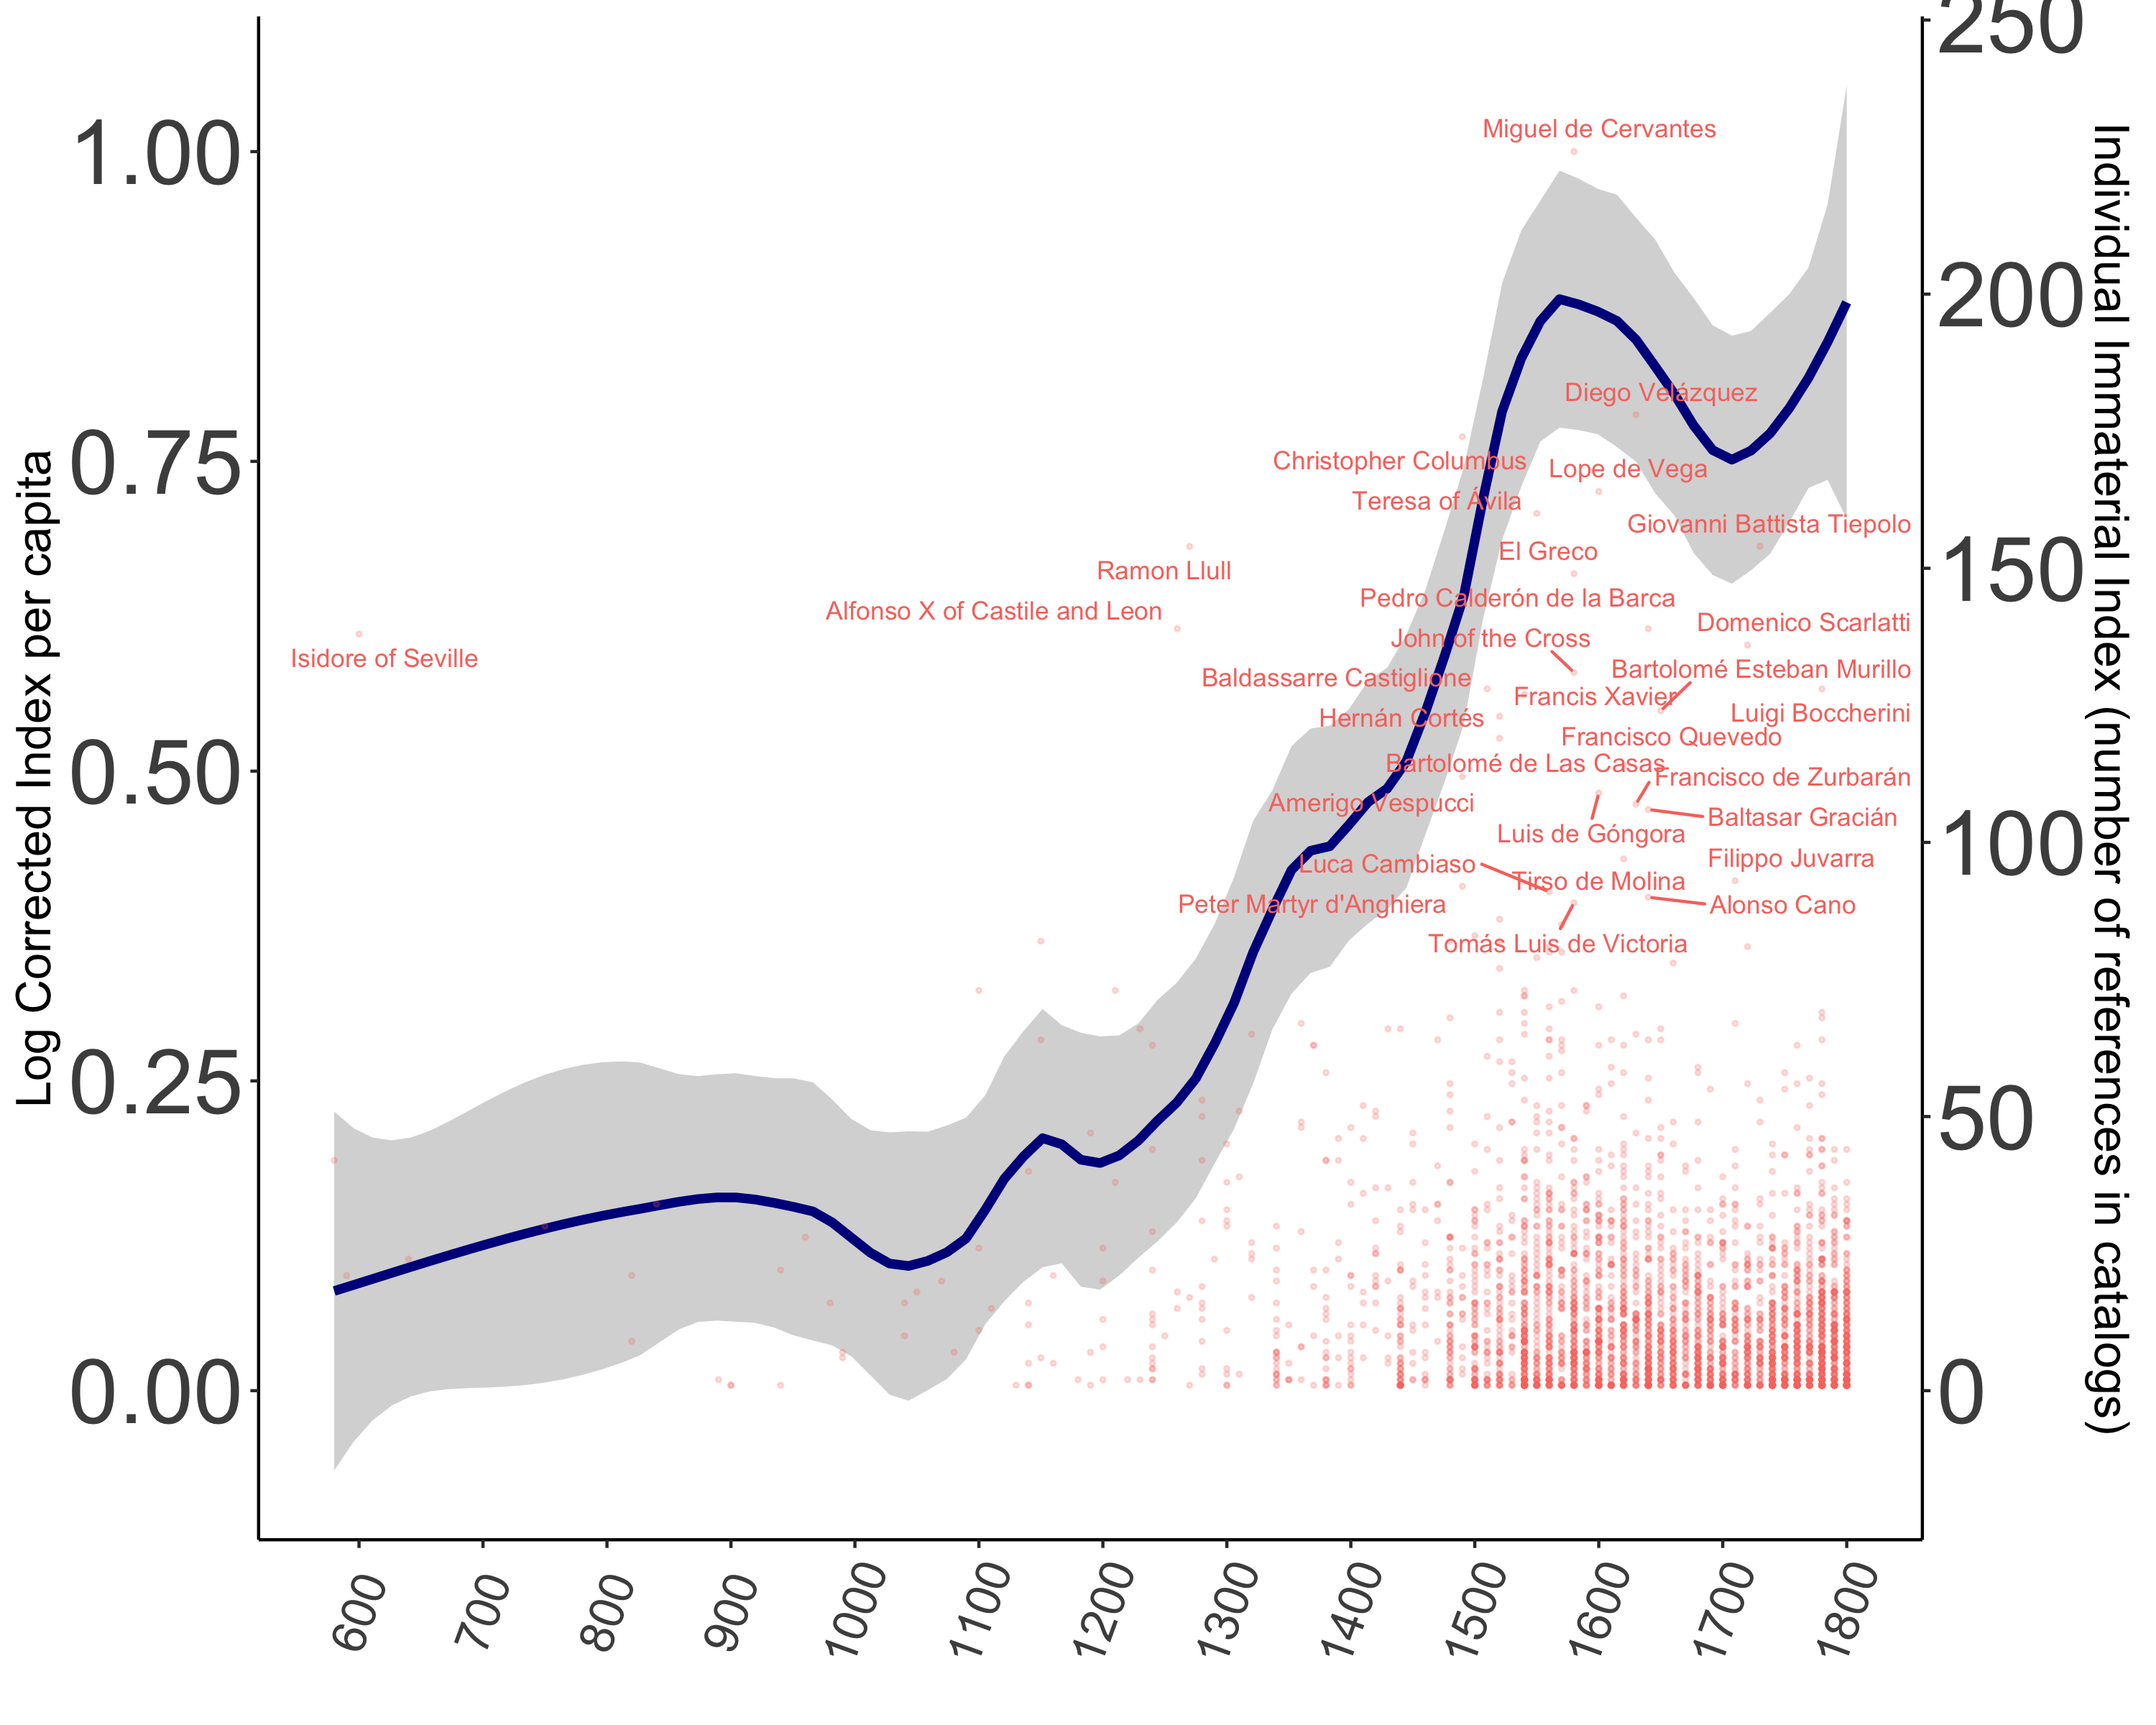 250
1.00
Miguel de Cervantes
200
Diego Velázquez
0.75
Christopher Columbus
Lope de Vega
Teresa of Ávila
Giovanni Battista Tiepolo
El Greco
150
Ramon Llull
Pedro Calderón de la Barca
Alfonso X of Castile and Leon
Domenico Scarlatti
John of the Cross
Isidore of Seville
Bartolomé Esteban Murillo
Baldassarre Castiglione
Francis Xavier
Luigi Boccherini
Hernán Cortés
Francisco Quevedo
0.50
Bartolomé de Las Casas
Francisco de Zurbarán
Amerigo Vespucci
Baltasar Gracián
Luis de Góngora
100
Filippo Juvarra
Luca Cambiaso
Tirso de Molina
Peter Martyr d'Anghiera
Alonso Cano
Tomás Luis de Victoria
0.25
50
0.00
0
600
700
800
900
1000
1100
1200
1300
1400
1500
1600
1700
1800
Log Corrected Index per capita
Individual Immaterial Index (number of references in catalogs)